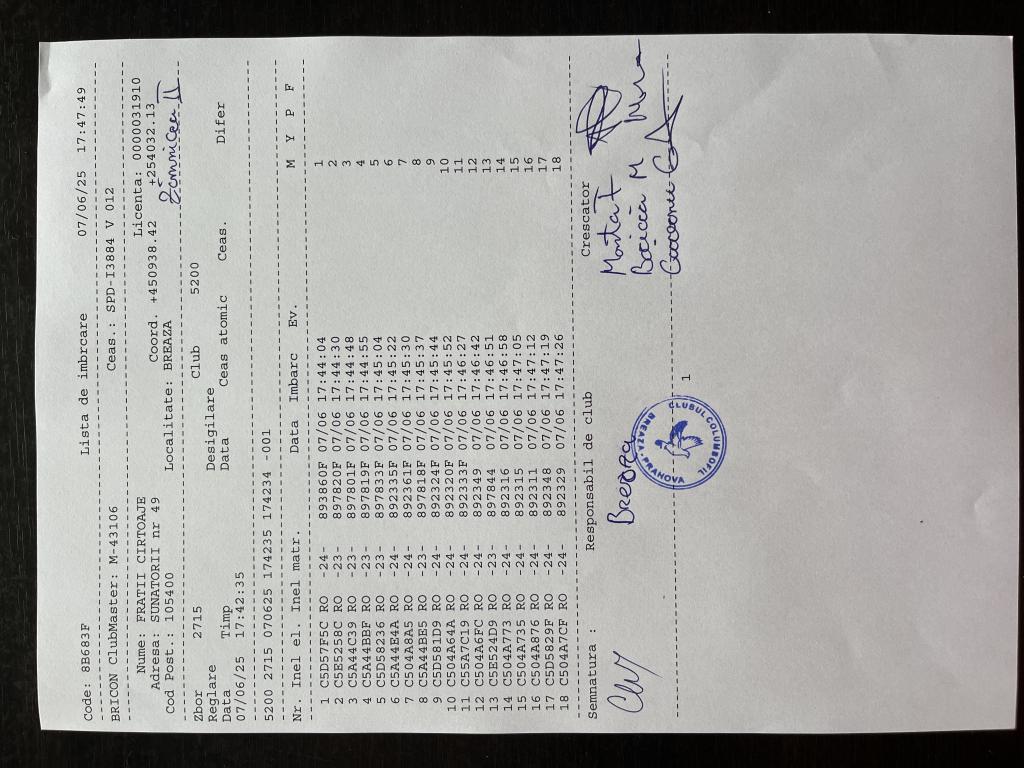 Code: 8B683F Lista de imbrcare 07/06/25 17:47:49
BRICON ClubMaster: M-43106 Ceas.: SPD-I3884 V 012
Nume: FRATII CIRTOAJE Licenta: 0000031910
Adresa: SUNATORII nr 49 Coord. +450938.42 +254032.13
Cod Post.: 105400 Localitate: BREAZA
Zbor 2715 Club 5200
Reglare Desigilare
Data Timp Data Ceas atomic Ceas. Difer
07/06/25 17:42:35
5200 2715 070625 174235 174234 -001
Nr. Inel el. Inel matr. Data Imbarc Ev. M Y P F
1 C5D57F5C RO -24- 893860F 07/06 17:44:04 1
2 C5E5258C RO -23- 897820F 07/06 17:44:30 2
3 C5A44C39 RO -23- 897801F 07/06 17:44:48 3
4 C5A44BBF RO -23- 897819F 07/06 17:44:55 4
5 C5D58236 RO -23- 897833F 07/06 17:45:04 5
6 C5A44E4A RO -24- 892335F 07/06 17:45:22 6
7 C504A8A5 RO -24- 892361F 07/06 17:45:30 7
8 C5A44BE5 RO -23- 897818F 07/06 17:45:37 8
9 C5D581D9 RO -24- 892324F 07/06 17:45:44 9
10 C504A64A RO -24- 892320F 07/06 17:45:52 10
11 C55A7C19 RO -24- 892333F 07/06 17:46:27 11
12 C504A6FC RO -24- 892349 07/06 17:46:42 12
13 C5E524D9 RO -23- 897844 07/06 17:46:51 13
14 C504A773 RO -24- 892316 07/06 17:46:58 14
15 C504A735 RO -24- 892315 07/06 17:47:05 15
16 C504A876 RO -24- 892311 07/06 17:47:12 16
17 C5D5829F RO -24- 892348 07/06 17:47:19 17
18 C504A7CF RO -24- 892329 07/06 17:47:26 18
Semnatura : Responsabil de club Crescator
Breaza
CLUBUL COLUMBOFIL
BREAZA · PRAHOVA
1